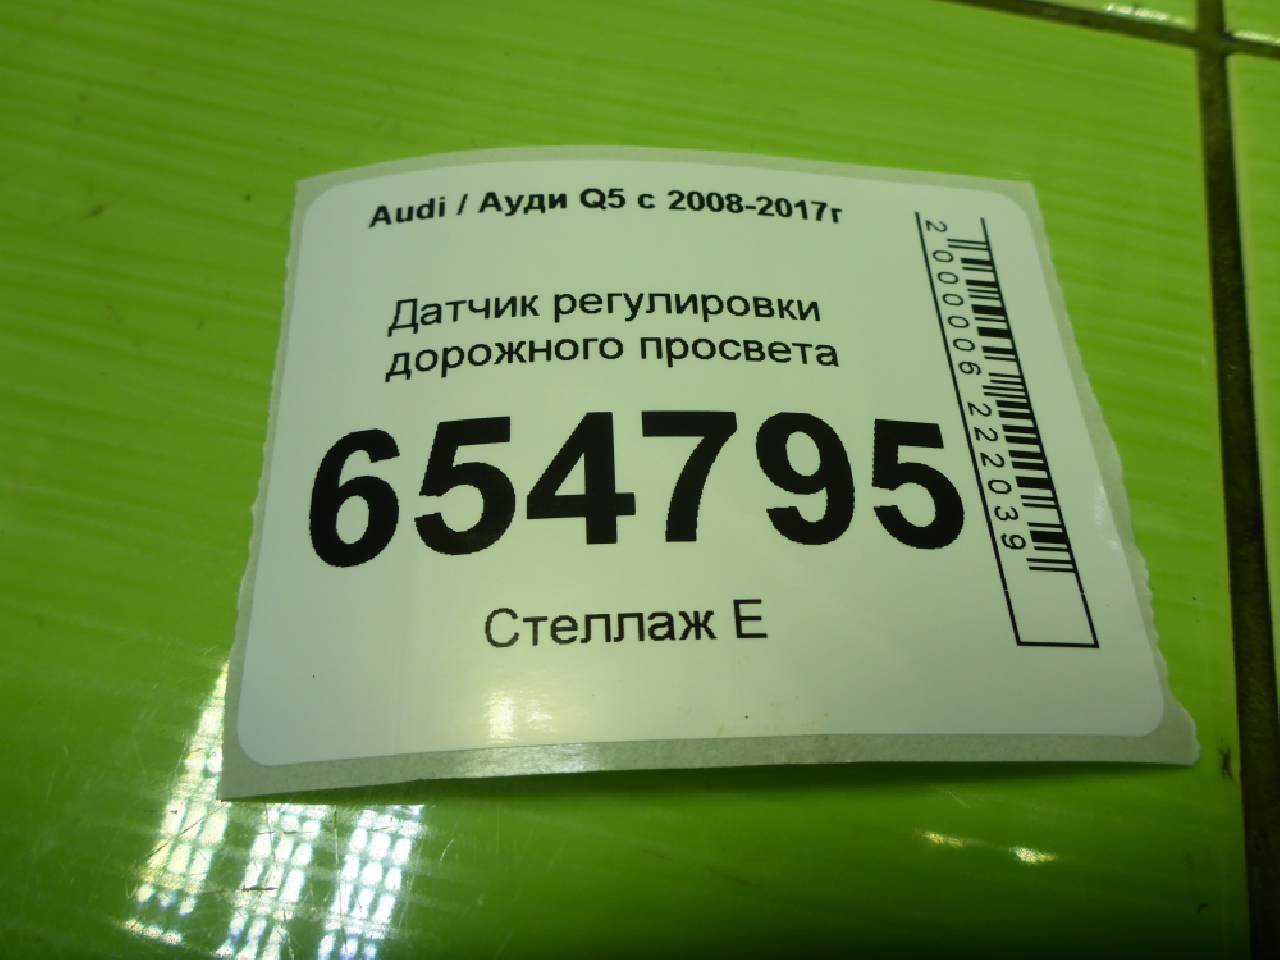 Audi / Ауди Q5 с 2008-2017г
Датчик регулировки
дорожного просвета
654795
Стеллаж Е
2000006222039